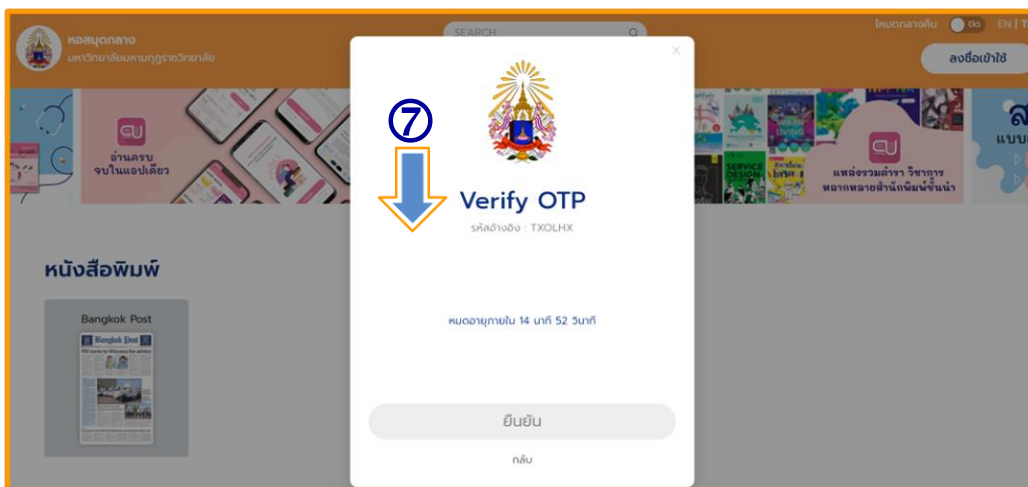 หอสมุดกลาง
มหาวิทยาลัยมหามกุฏราชวิทยาลัย
SEARCH
โหมดกลางคืน ปิด EN | T
ลงชื่อเข้าใช้
อ่านครบ
จบในแอปเดียว
SERVICE
DESIGN
แหล่งรวมตำรา วิชาการ
หลากหลายสำนักพิมพ์ชั้นนำ
แบบ
⑦
Verify OTP
รหัสอ้างอิง : TXOLHX
หมดอายุภายใน 14 นาที 52 วินาที
ยืนยัน
กลับ
หนังสือพิมพ์
Bangkok Post
Bangkok Post